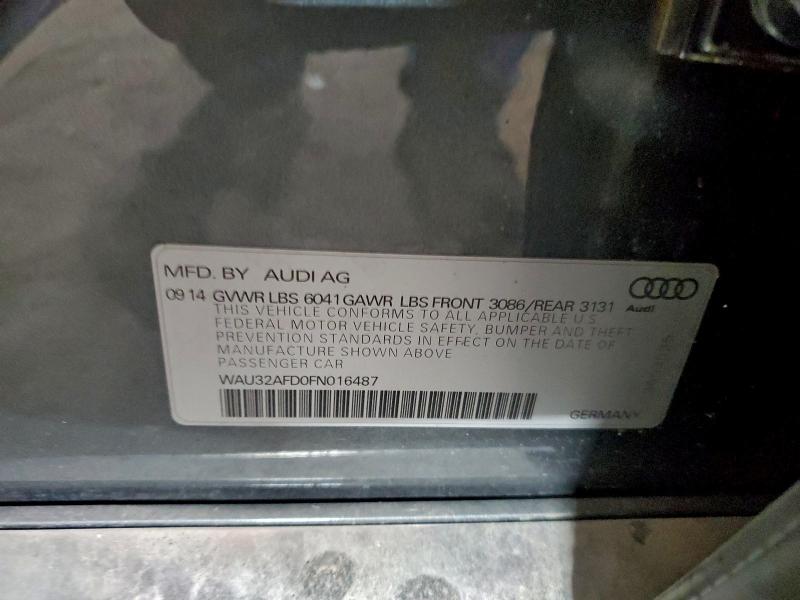 MFD. BY AUDI AG
09 14 GVWR LBS 6041 GAWR LBS FRONT 3086/REAR 3131
Audi
THIS VEHICLE CONFORMS TO ALL APPLICABLE U.S.
FEDERAL MOTOR VEHICLE SAFETY, BUMPER AND THEFT
PREVENTION STANDARDS IN EFFECT ON THE DATE OF
MANUFACTURE SHOWN ABOVE
PASSENGER CAR
WAU32AFD0FN016487
GERMANY